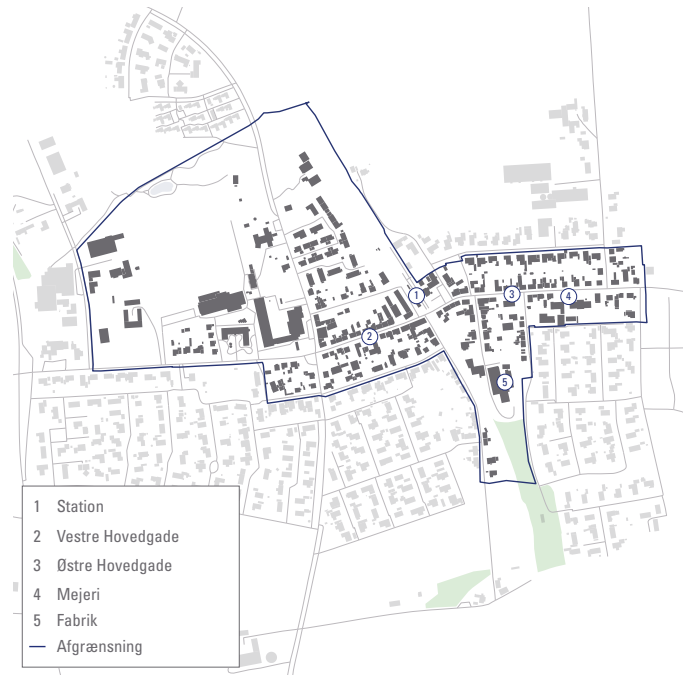 1
3
4
2
5
1 Station
2 Vestre Hovedgade
3 Østre Hovedgade
4 Mejeri
5 Fabrik
Afgrænsning